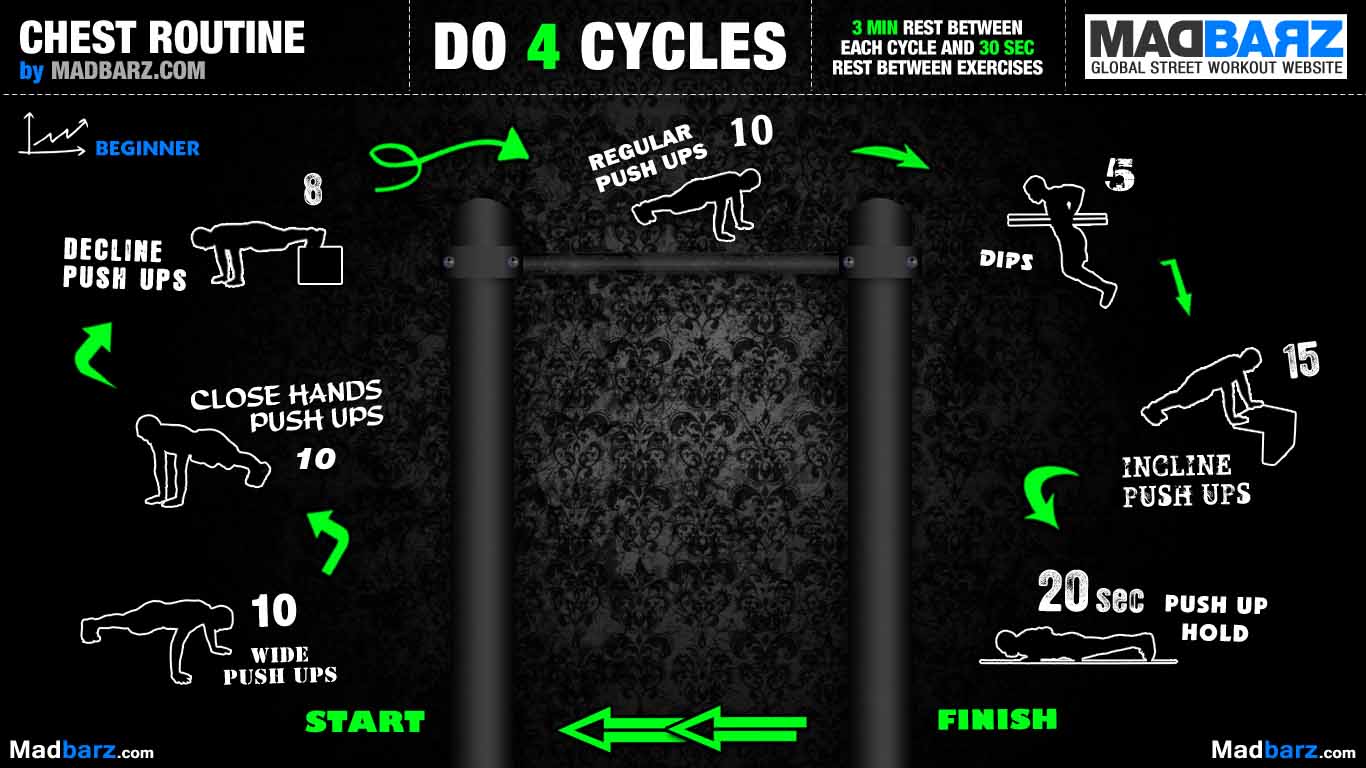 CHEST ROUTINE
by MADBARZ.COM
DO 4 CYCLES
3 MIN REST BETWEEN
EACH CYCLE AND 30 SEC
REST BETWEEN EXERCISES
MADBARZ
GLOBAL STREET WORKOUT WEBSITE
BEGINNER
8
DECLINE
PUSH UPS
REGULAR
PUSH UPS
10
5
DIPS
CLOSE HANDS
PUSH UPS
10
15
INCLINE
PUSH UPS
10
WIDE
PUSH UPS
20 sec
PUSH UP
HOLD
START
FINISH
Madbarz.com
Madbarz.com